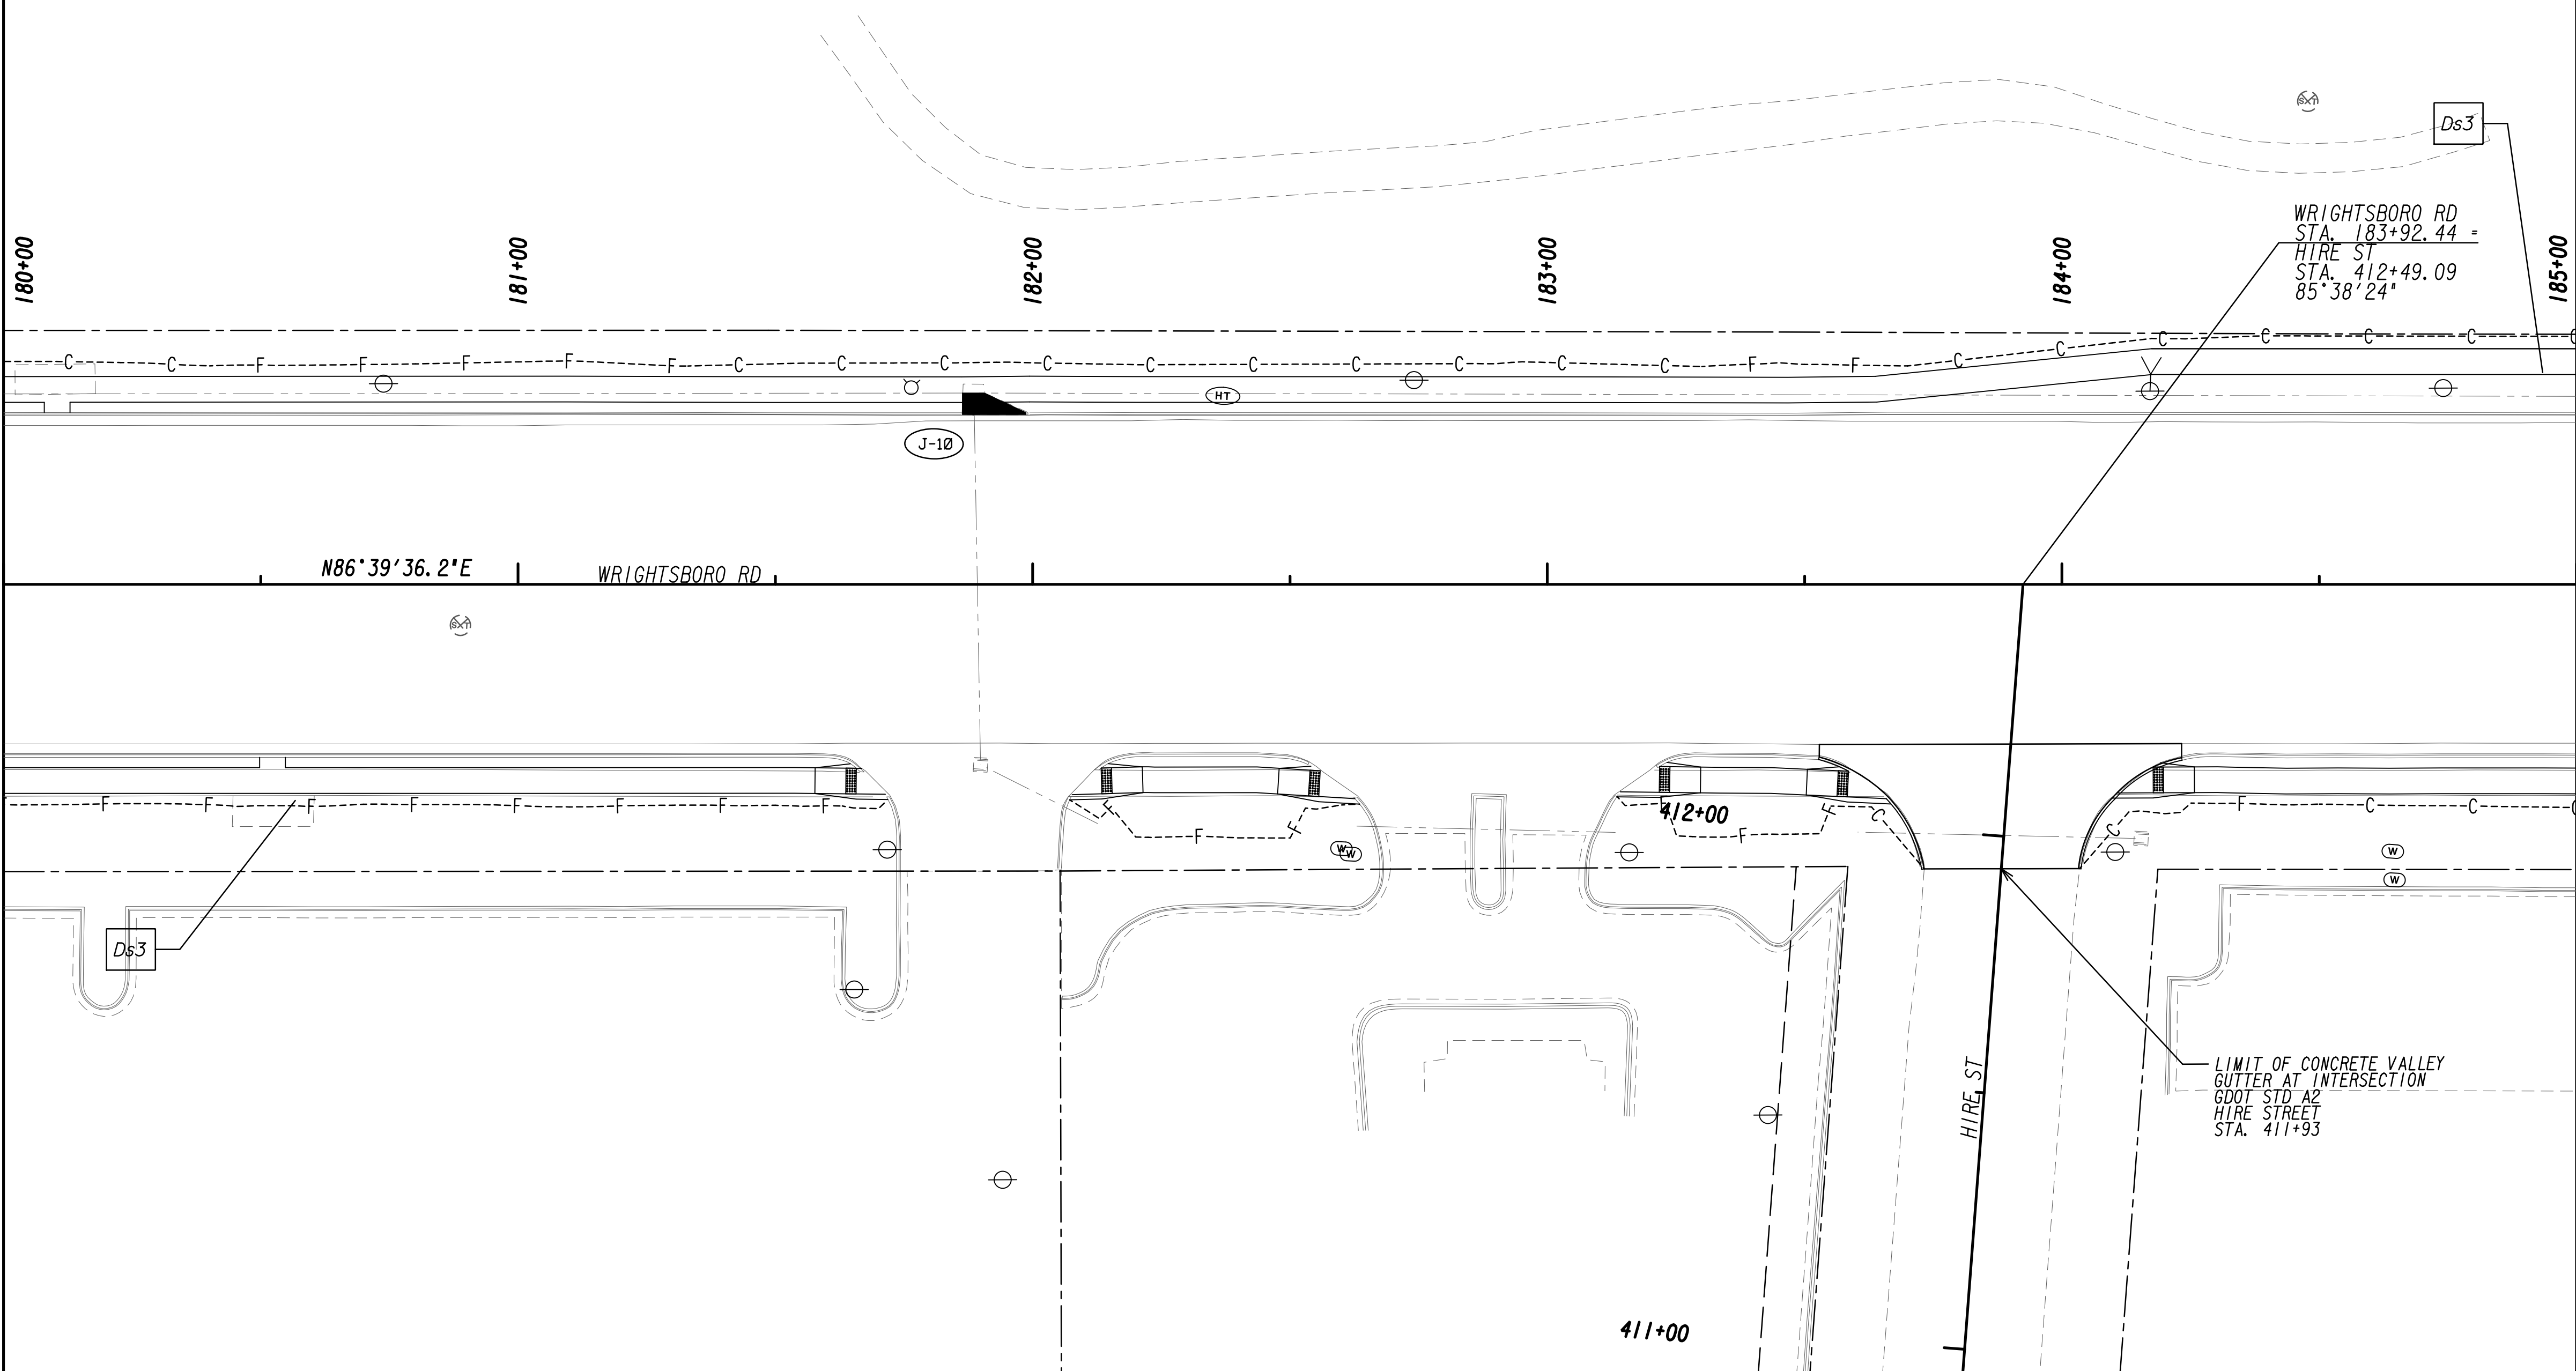 Ds3
WRIGHTSBORO RD
STA. 183+92.44 =
HIRE ST
STA. 412+49.09
85°38'24"
180+00
181+00
182+00
183+00
184+00
185+00
C C F F F F F C C C C C C C C C C F F C C C C C C C
HT
J-10
N86°39'36.2"E
WRIGHTSBORO RD
F F F F F F F F F F F F F F C C F C C C
412+00
W
W
W
W
Ds3
HIRE ST
LIMIT OF CONCRETE VALLEY
GUTTER AT INTERSECTION
GDOT STD A2
HIRE STREET
STA. 411+93
411+00